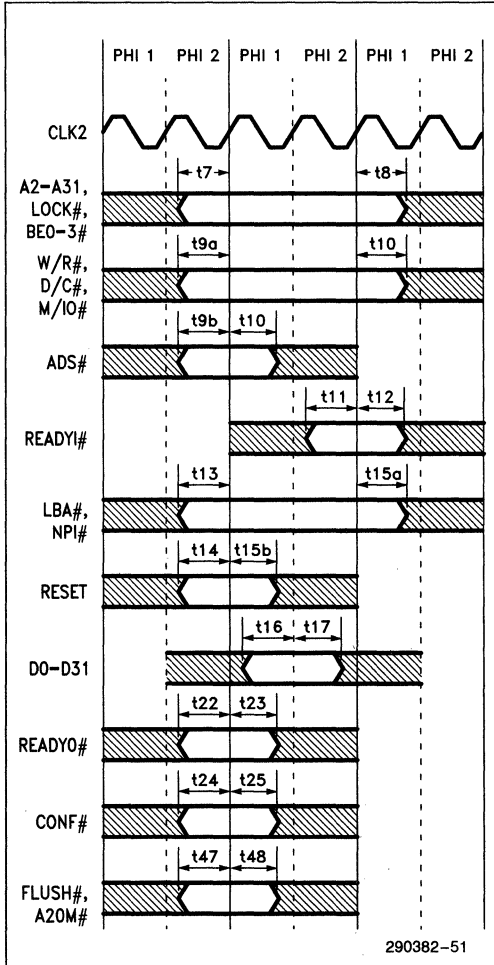 PHI 1 PHI 2 PHI 1 PHI 2 PHI 1 PHI 2
CLK2
t7 t8
A2-A31,
LOCK#,
BE0-3#
t9a t10
W/R#,
D/C#,
M/IO#
t9b t10
ADS#
t11 t12
READYI#
t13 t15a
LBA#,
NPI#
t14 t15b
RESET
t16 t17
D0-D31
t22 t23
READYO#
t24 t25
CONF#
t47 t48
FLUSH#,
A20M#
290382-51